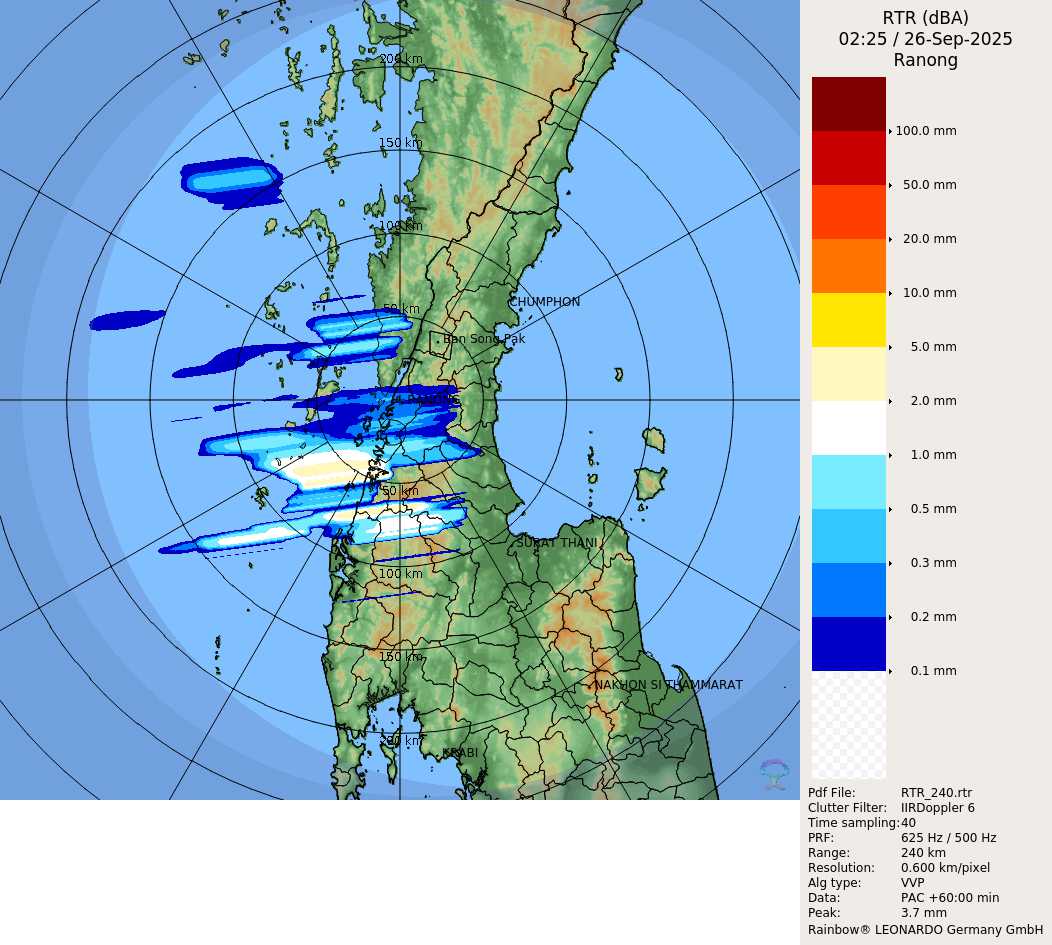 RTR (dBA)
02:25 / 26-Sep-2025
Ranong
100.0 mm
50.0 mm
20.0 mm
10.0 mm
5.0 mm
2.0 mm
1.0 mm
0.5 mm
0.3 mm
0.2 mm
0.1 mm
Pdf File: RTR_240.rtr
Clutter Filter: IIRDoppler 6
Time sampling: 40
PRF: 625 Hz / 500 Hz
Range: 240 km
Resolution: 0.600 km/pixel
Alg type: VVP
Data: PAC +60:00 min
Peak: 3.7 mm
Rainbow® LEONARDO Germany GmbH
200 km
150 km
100 km
CHUMPHON
50 km
Ban Song Pak
RANONG
50 km
SURAT THANI
100 km
150 km
NAKHON SI THAMMARAT
200 km
KRABI